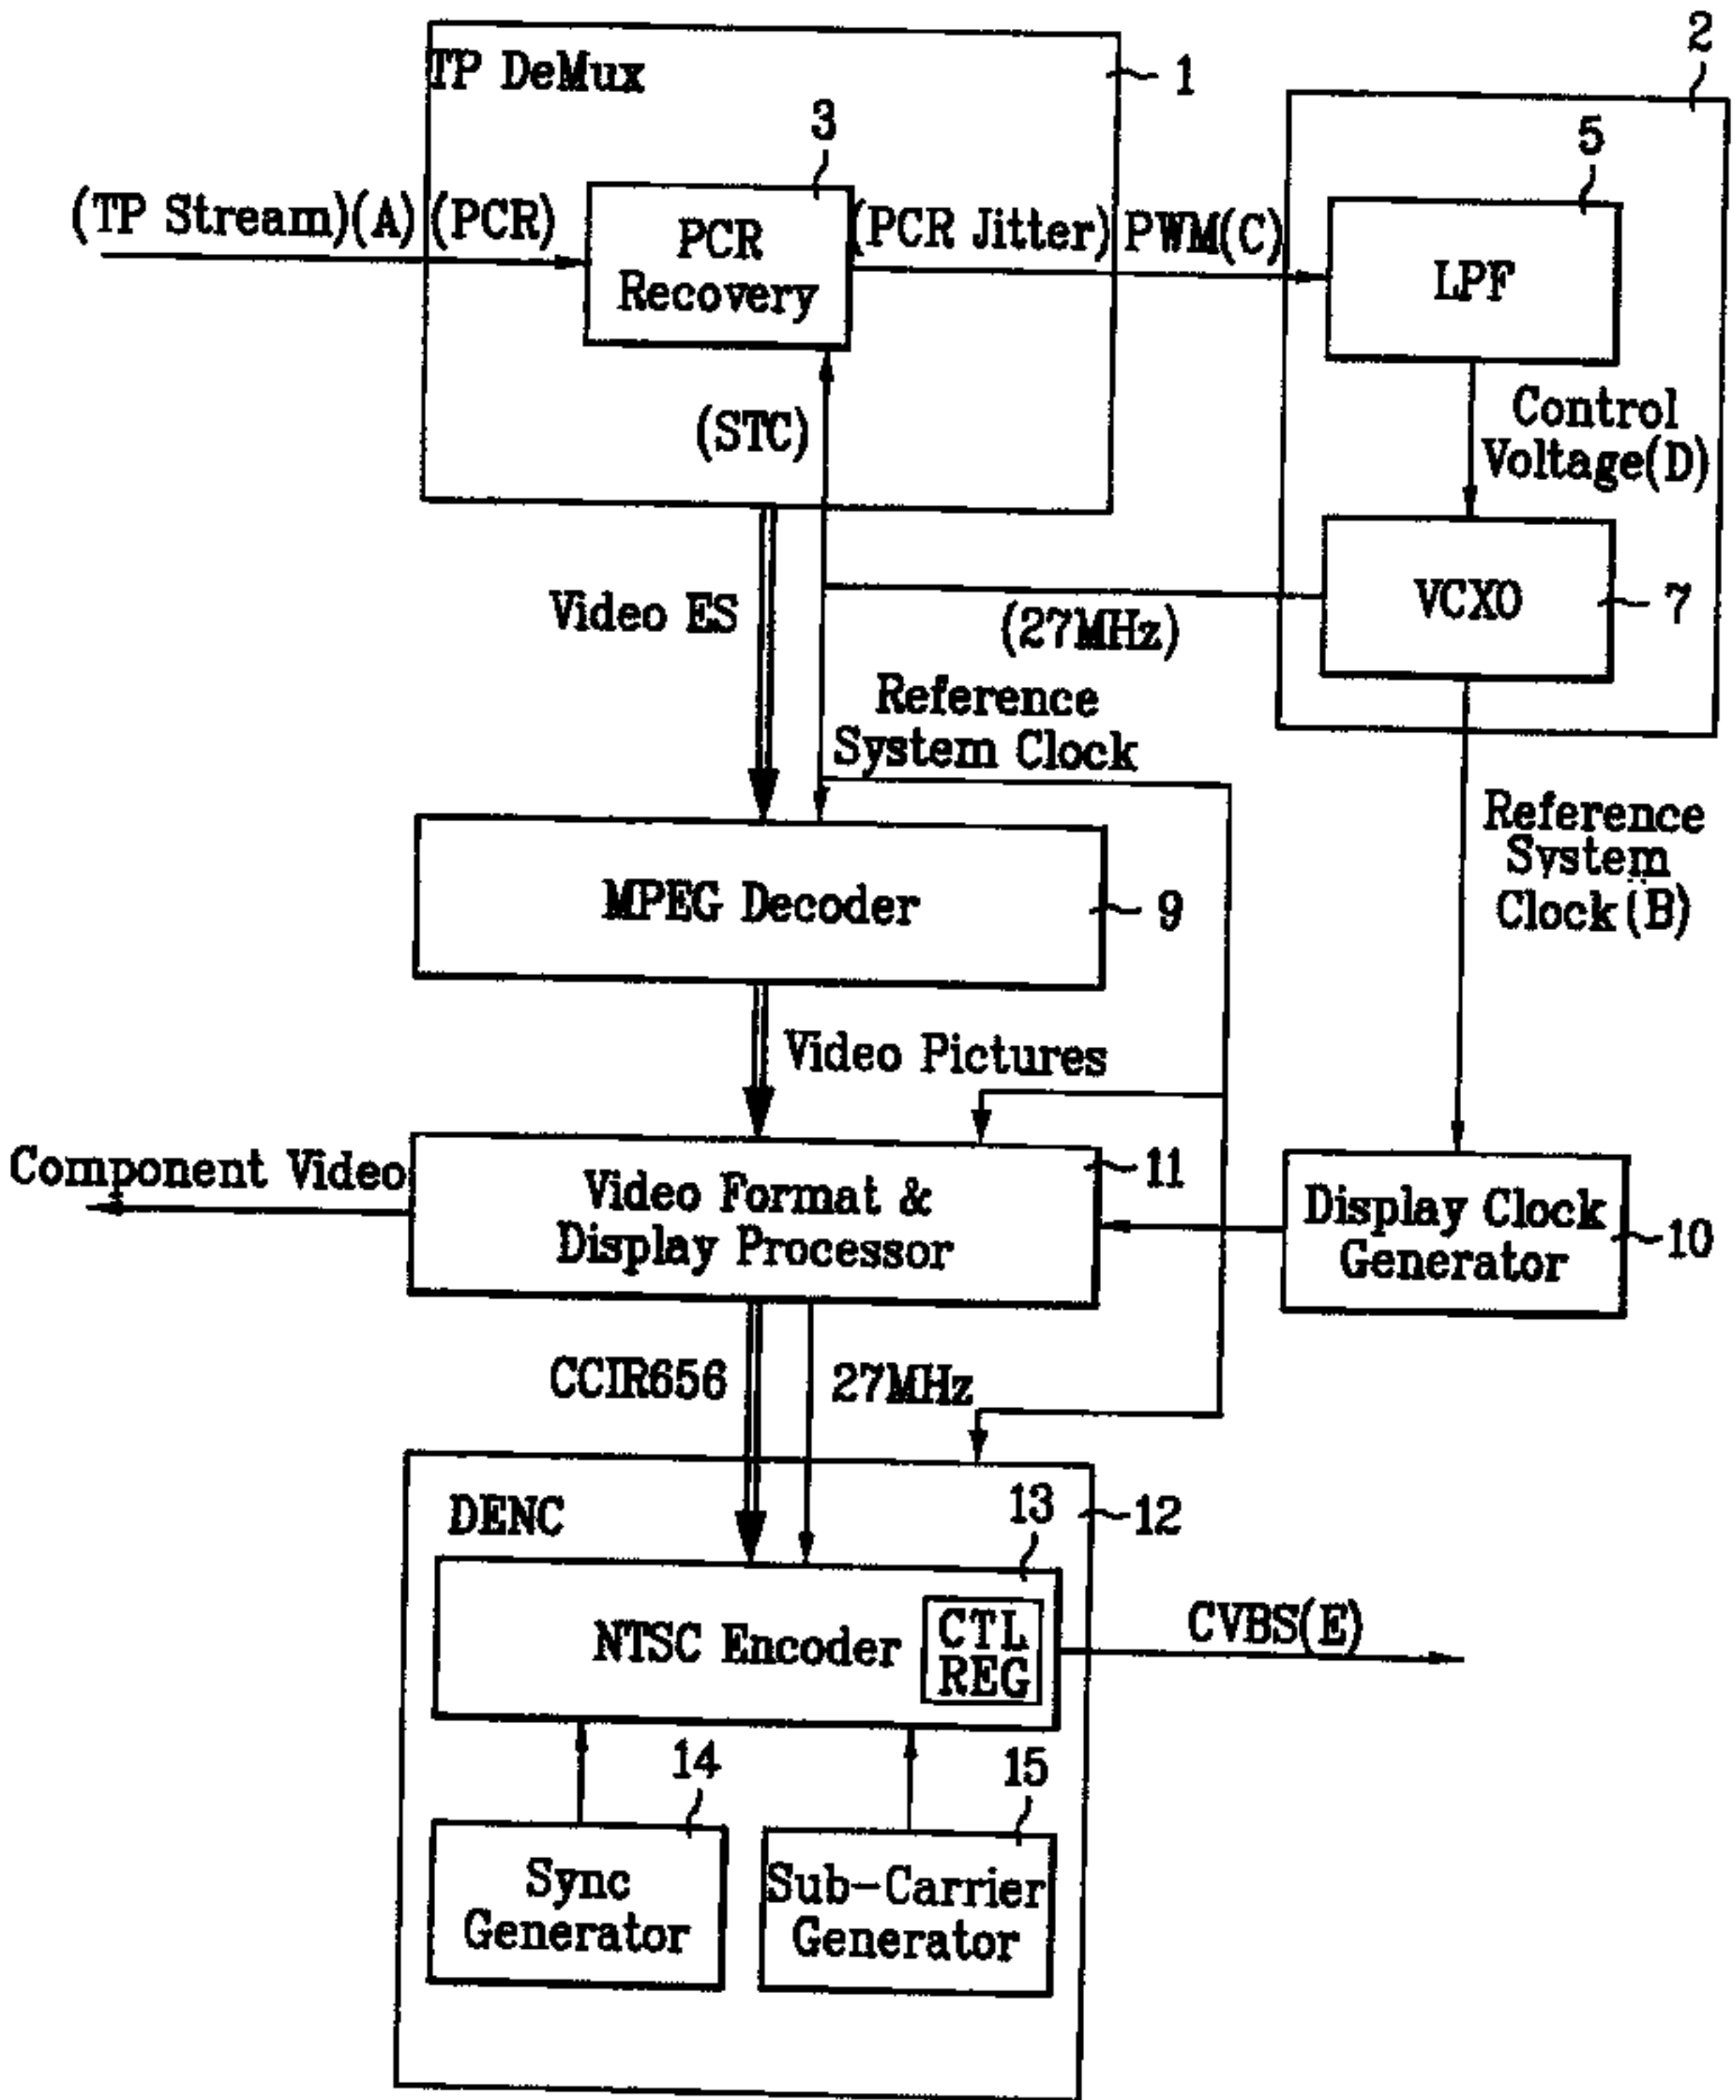 2
TP DeMux
1
3
5
(TP Stream)(A)(PCR)
PCR
Recovery
(PCR Jitter) PWM(C)
LPF
(STC)
Control
Voltage(D)
Video ES
(27MHz)
VCXO
7
Reference
System Clock
Reference
System
Clock(B)
MPEG Decoder
9
Video Pictures
Component Video
Video Format &
Display Processor
11
Display Clock
Generator
10
CCIR656
27MHz
DENC
13
12
NTSC Encoder
CTL
REG
CVBS(E)
14
15
Sync
Generator
Sub-Carrier
Generator